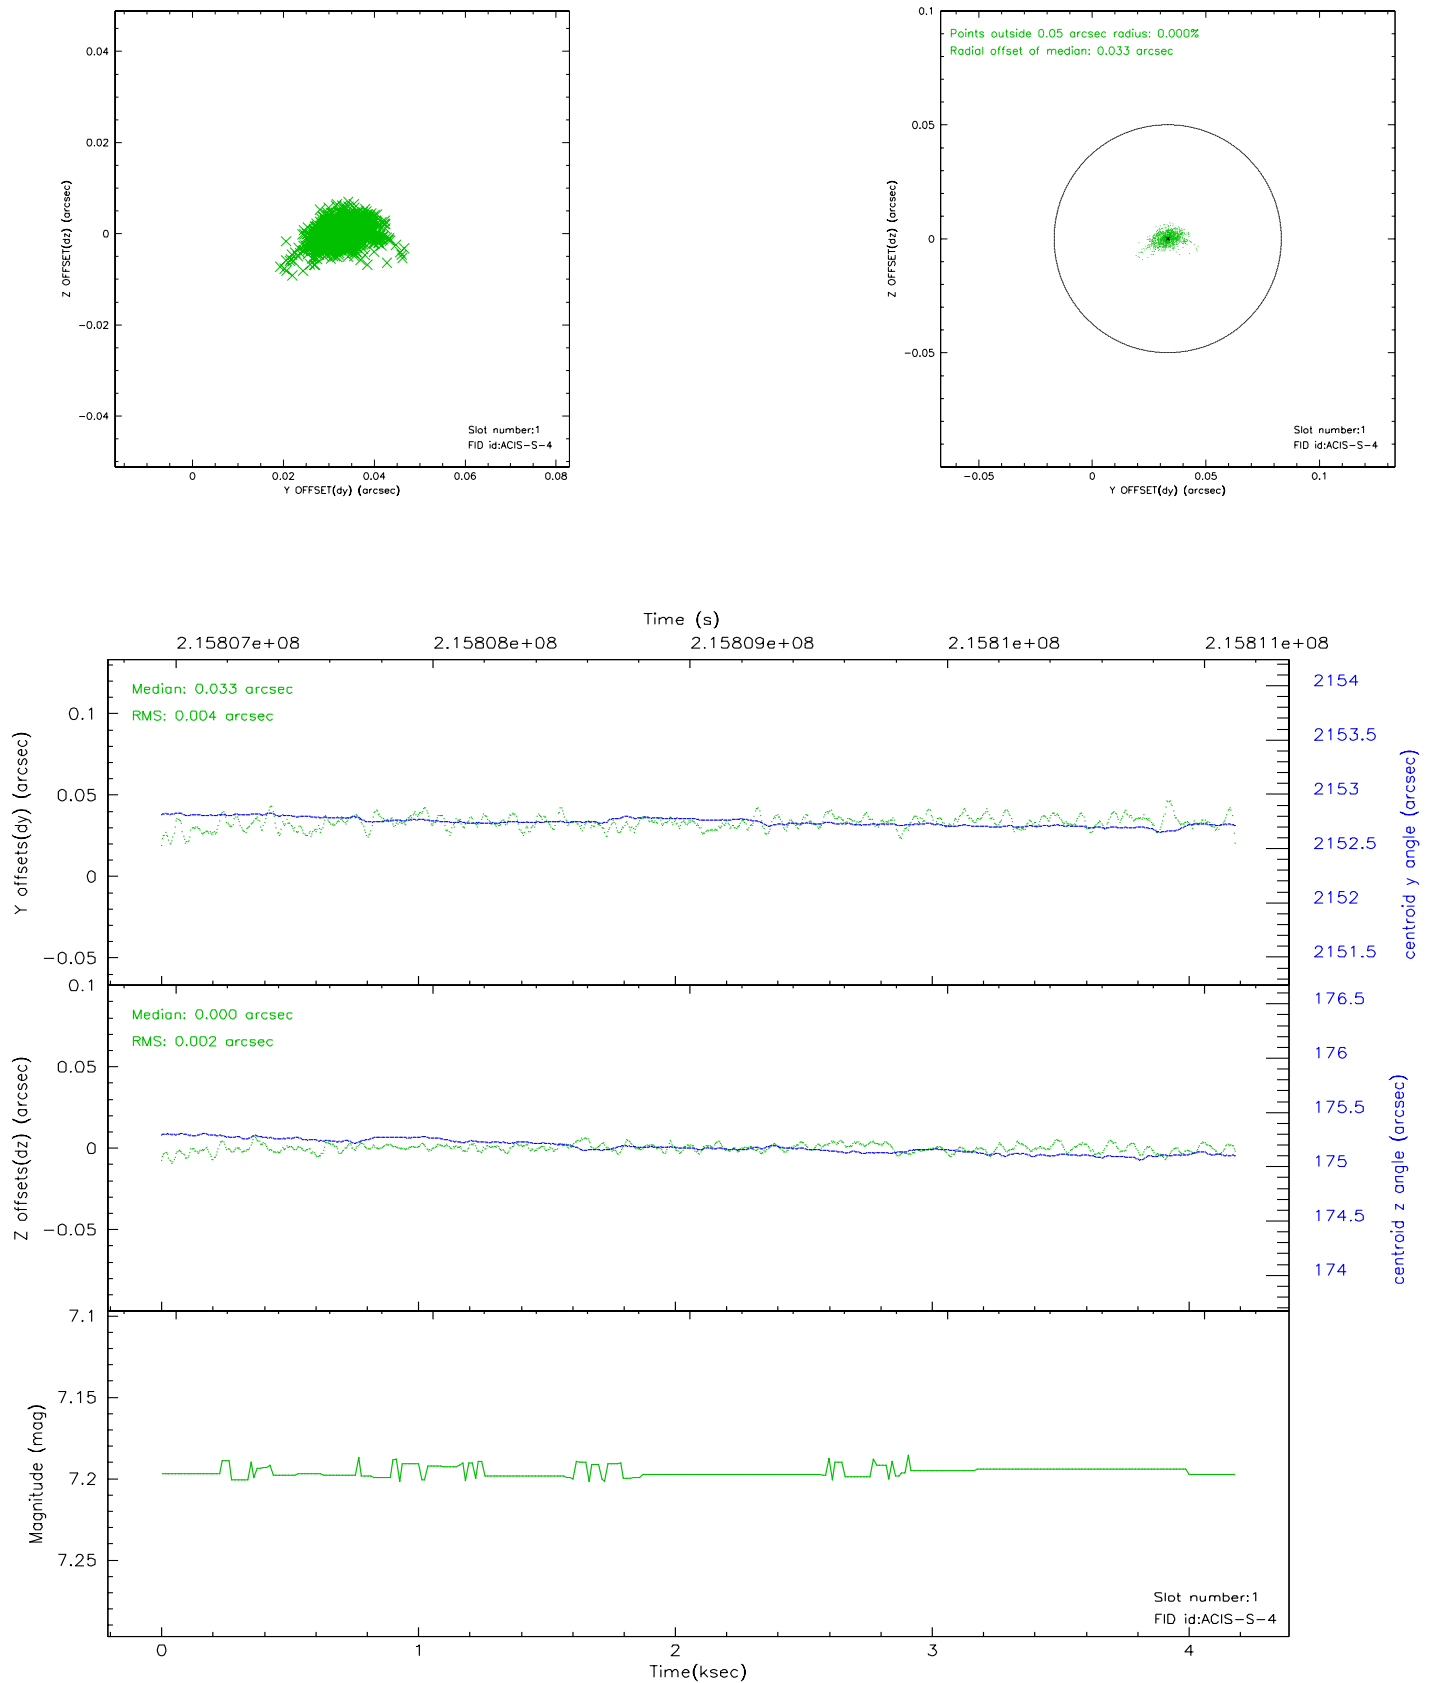 0.04
0.02
0
−0.02
−0.04
Z OFFSET(dz) (arcsec)
0
0.02
0.04
0.06
0.08
Y OFFSET(dy) (arcsec)
Slot number:1
FID id:ACIS−S−4
0.1
0.05
0
−0.05
Z OFFSET(dz) (arcsec)
Points outside 0.05 arcsec radius: 0.000%
Radial offset of median: 0.033 arcsec
Slot number:1
FID id:ACIS−S−4
−0.05
0
0.05
0.1
Y OFFSET(dy) (arcsec)
Time (s)
2.15807e+08
2.15808e+08
2.15809e+08
2.1581e+08
2.15811e+08
Median: 0.033 arcsec
RMS: 0.004 arcsec
0.1
0.05
0
−0.05
Y offsets(dy) (arcsec)
2154
2153.5
2153
2152.5
2152
2151.5
centroid y angle (arcsec)
Median: 0.000 arcsec
RMS: 0.002 arcsec
0.1
0.05
0
−0.05
Z offsets(dz) (arcsec)
176.5
176
175.5
175
174.5
174
centroid z angle (arcsec)
7.1
7.15
7.2
7.25
Magnitude (mag)
Slot number:1
FID id:ACIS−S−4
0
1
2
3
4
Time(ksec)